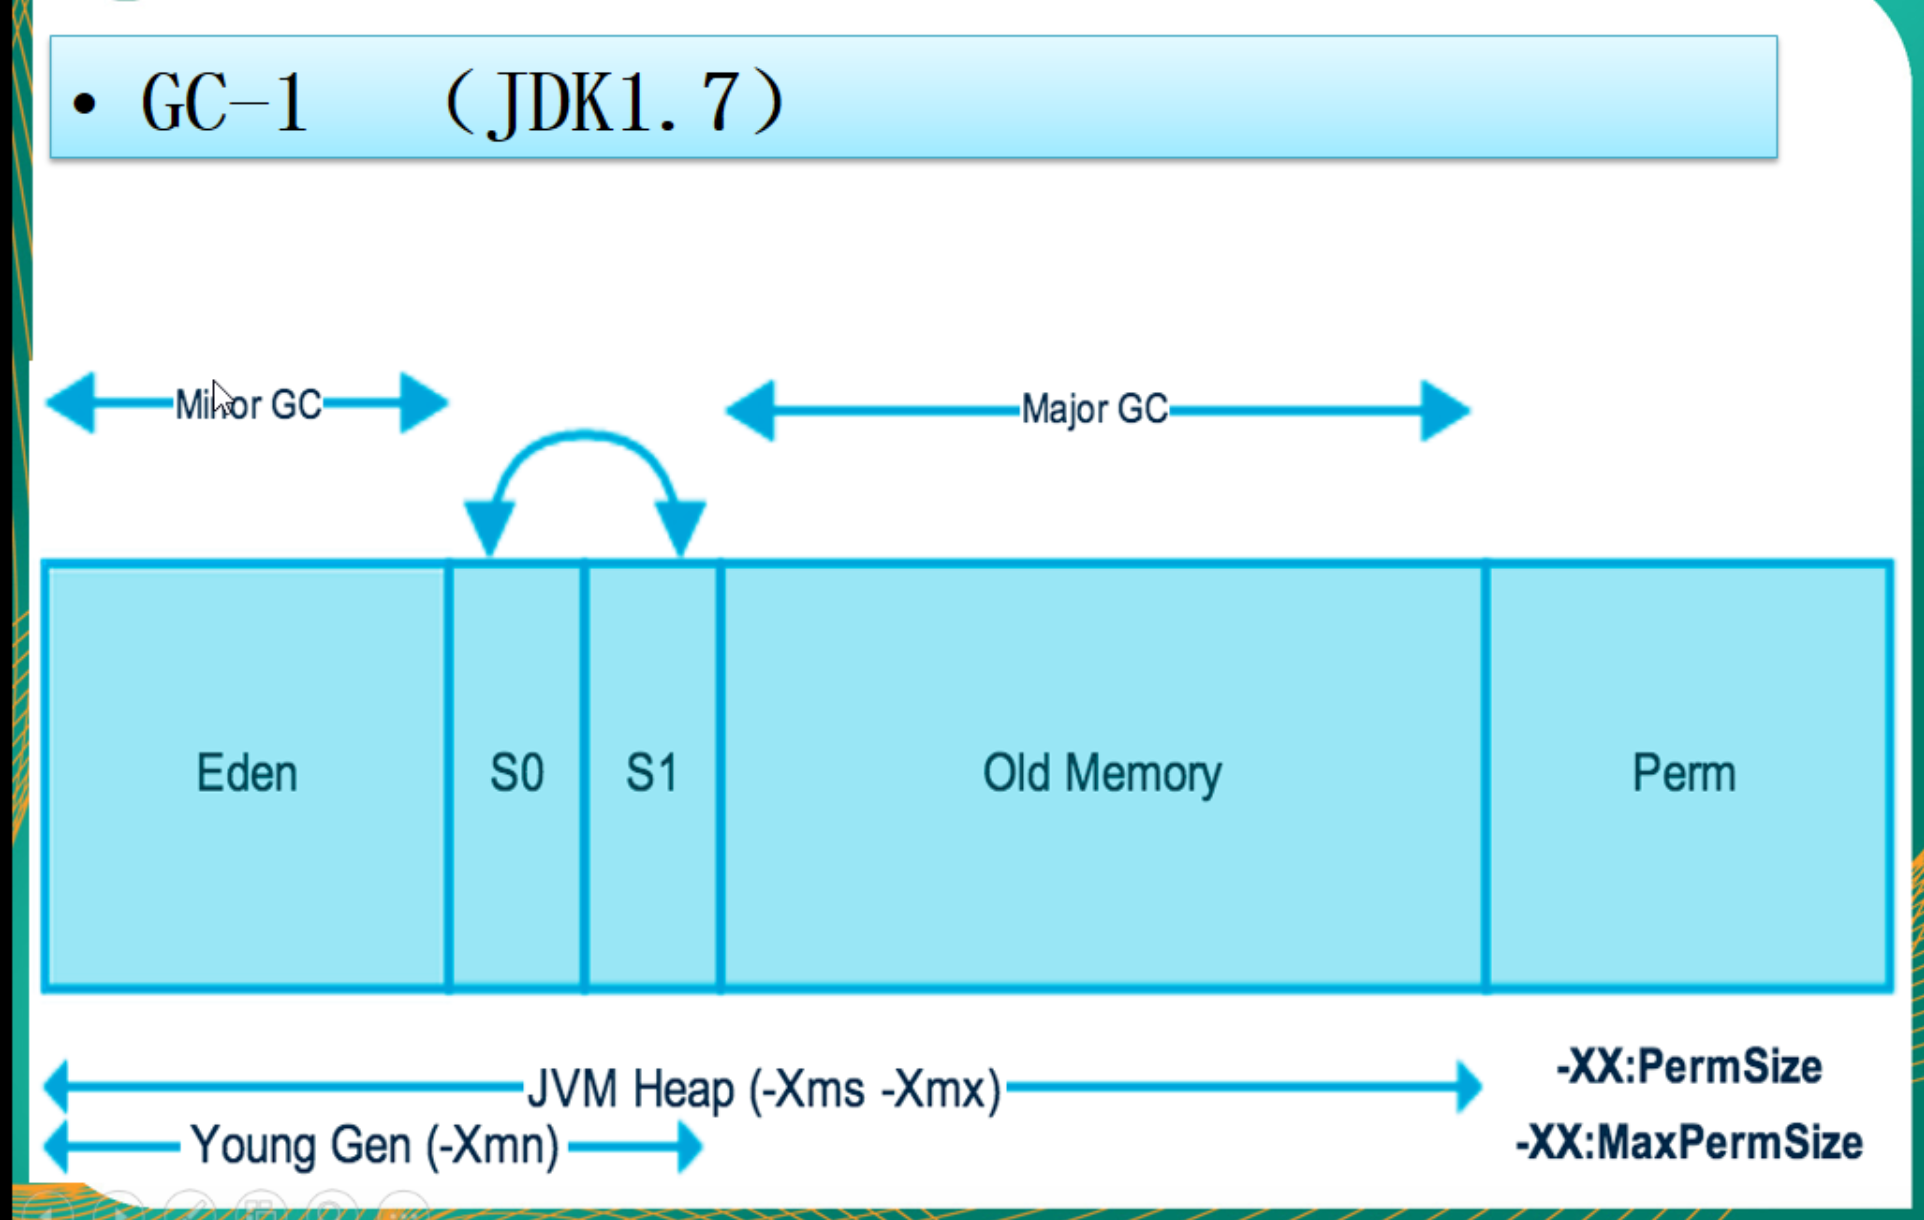 • GC-1 （JDK1.7）
Minor GC
Major GC
Eden
S0
S1
Old Memory
Perm
JVM Heap (-Xms -Xmx)
-XX:PermSize
Young Gen (-Xmn)
-XX:MaxPermSize